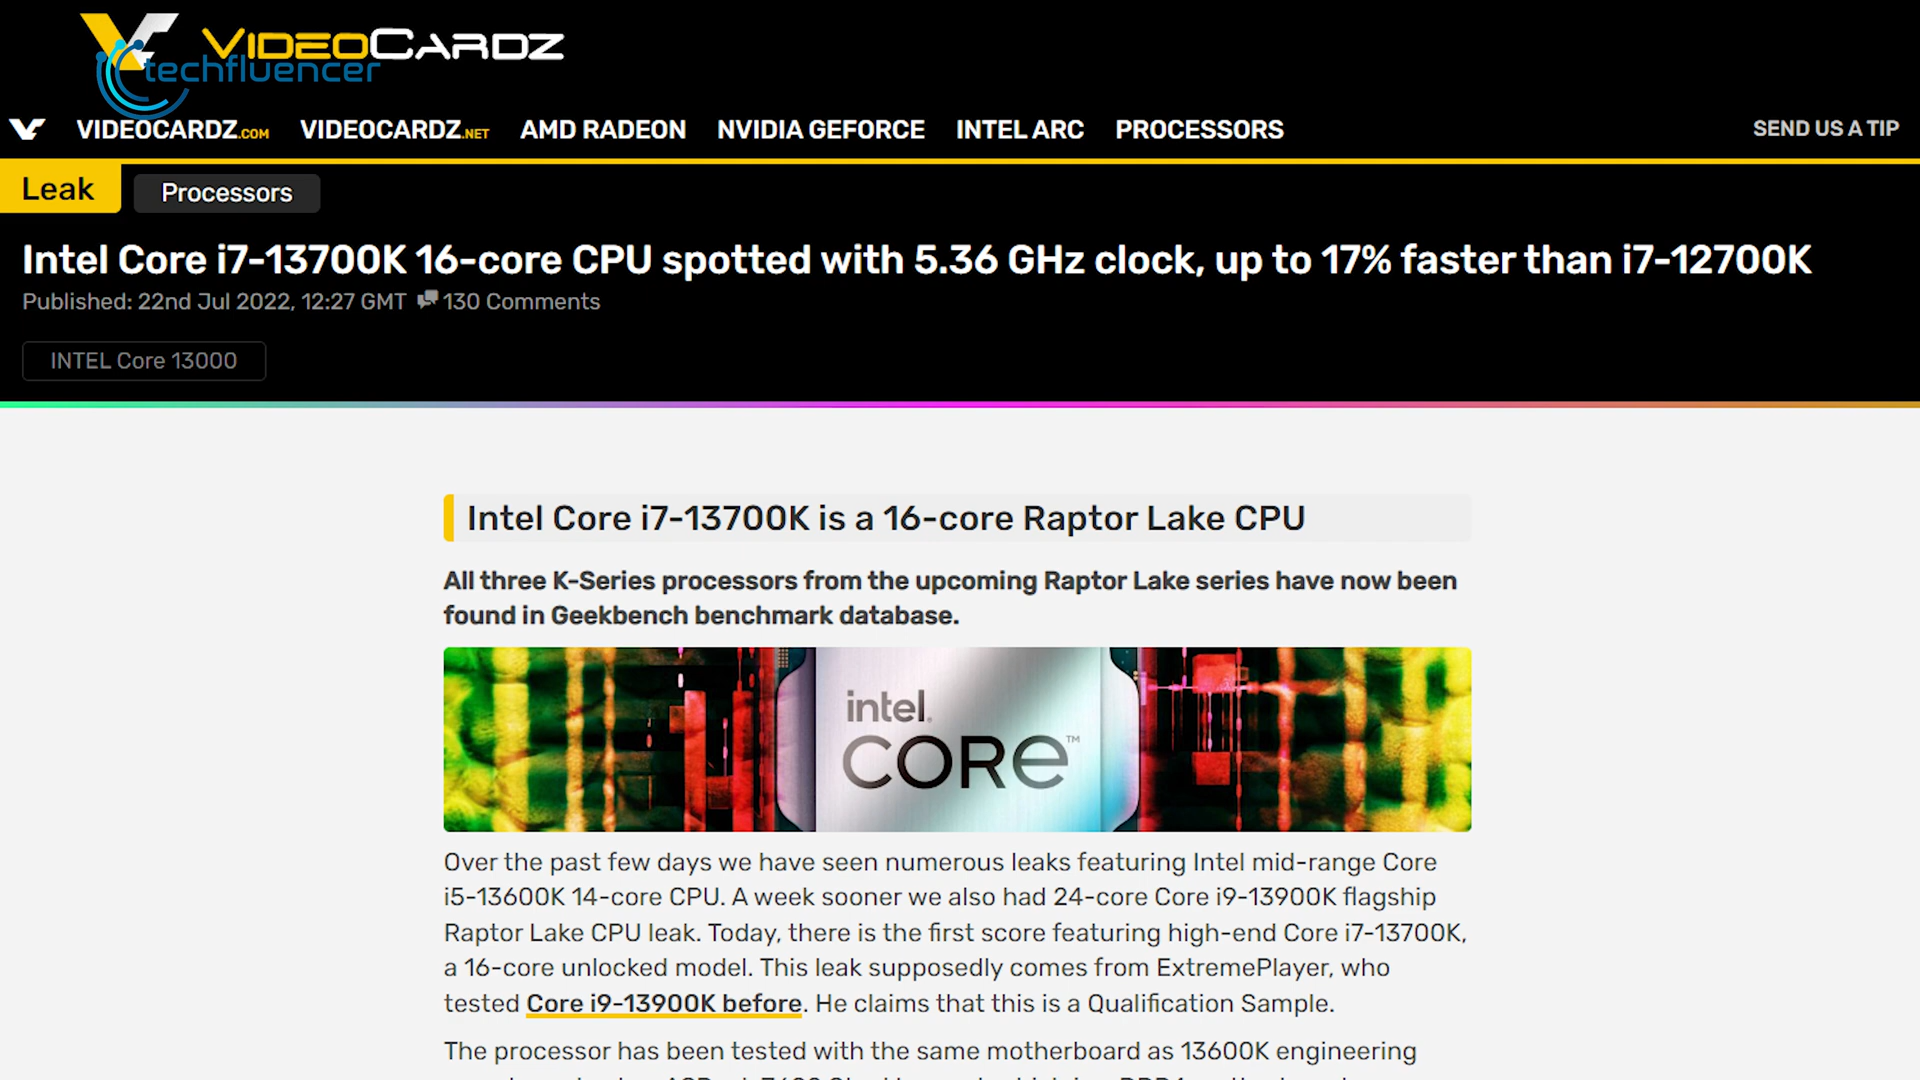 VIDEOCARDZ
techfluencer
VIDEOCARDZ.COM VIDEOCARDZ.NET AMD RADEON NVIDIA GEFORCE INTEL ARC PROCESSORS SEND US A TIP
Leak Processors
Intel Core i7-13700K 16-core CPU spotted with 5.36 GHz clock, up to 17% faster than i7-12700K
Published: 22nd Jul 2022, 12:27 GMT 130 Comments
INTEL Core 13000
Intel Core i7-13700K is a 16-core Raptor Lake CPU
All three K-Series processors from the upcoming Raptor Lake series have now been
found in Geekbench benchmark database.
intel.
CORE™
Over the past few days we have seen numerous leaks featuring Intel mid-range Core
i5-13600K 14-core CPU. A week sooner we also had 24-core Core i9-13900K flagship
Raptor Lake CPU leak. Today, there is the first score featuring high-end Core i7-13700K,
a 16-core unlocked model. This leak supposedly comes from ExtremePlayer, who
tested Core i9-13900K before. He claims that this is a Qualification Sample.
The processor has been tested with the same motherboard as 13600K engineering